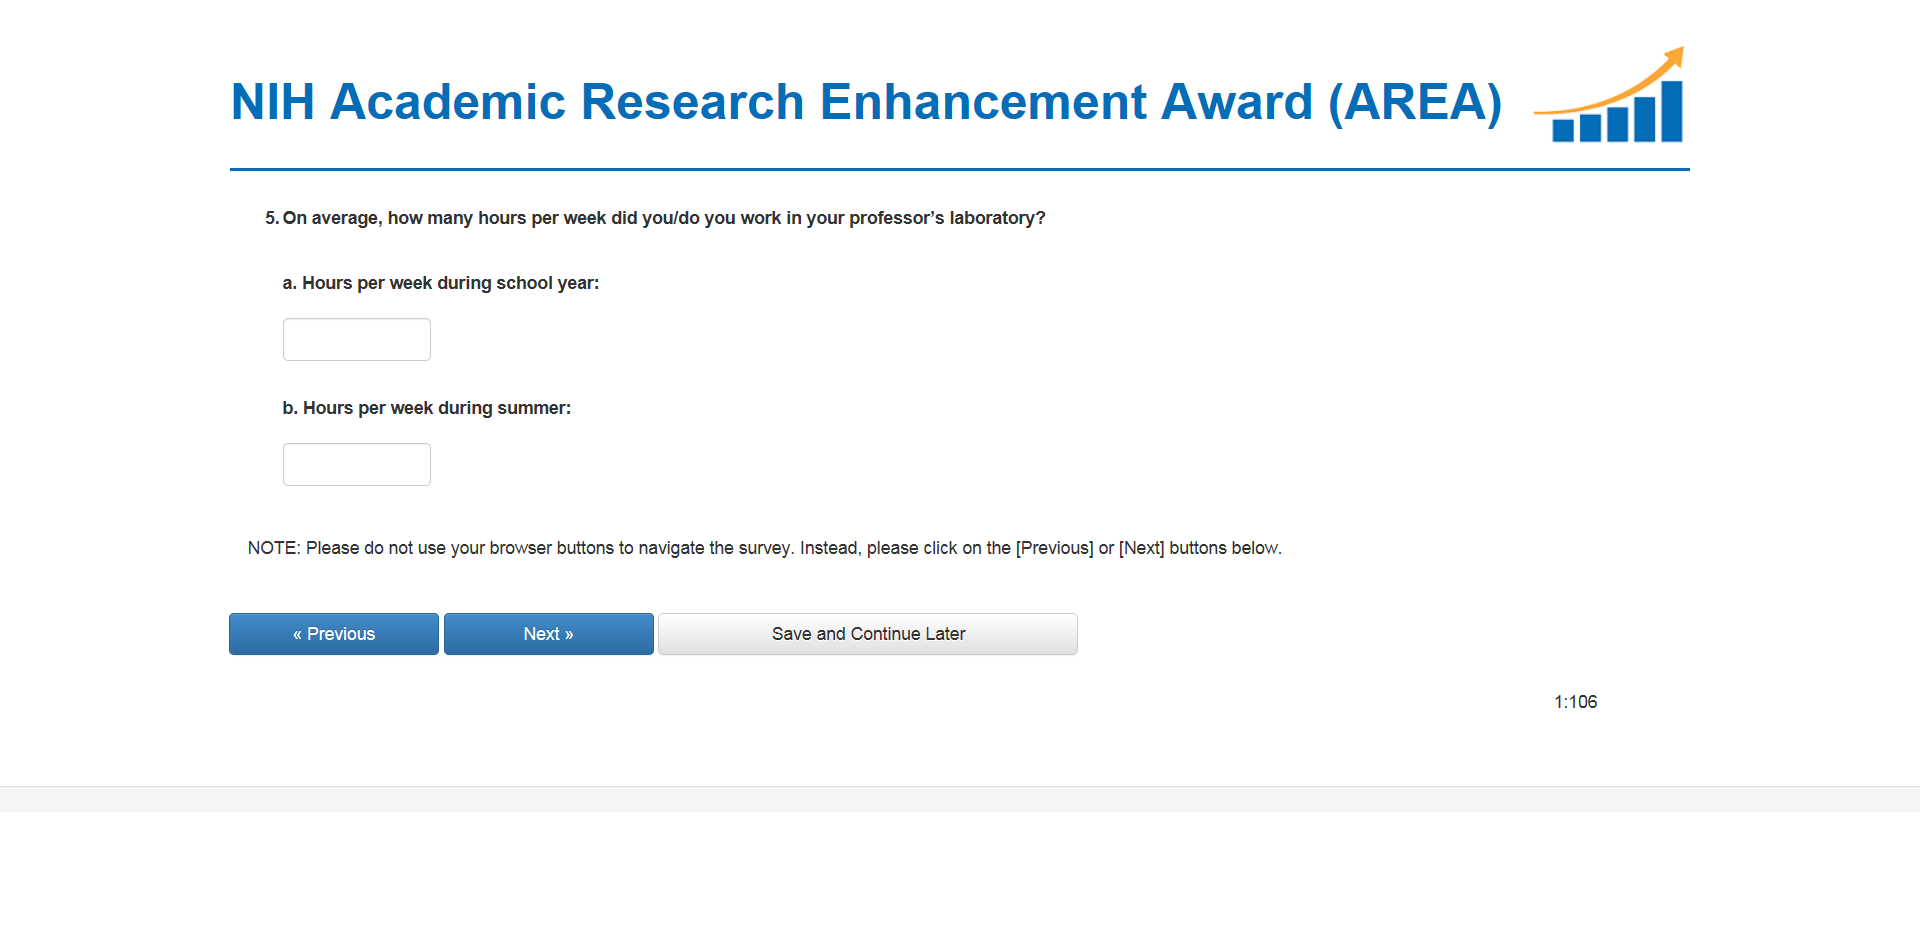 NIH Academic Research Enhancement Award (AREA)
5. On average, how many hours per week did you/do you work in your professor’s laboratory?
a. Hours per week during school year:
b. Hours per week during summer:
NOTE: Please do not use your browser buttons to navigate the survey. Instead, please click on the [Previous] or [Next] buttons below.
« Previous Next » Save and Continue Later
1:106